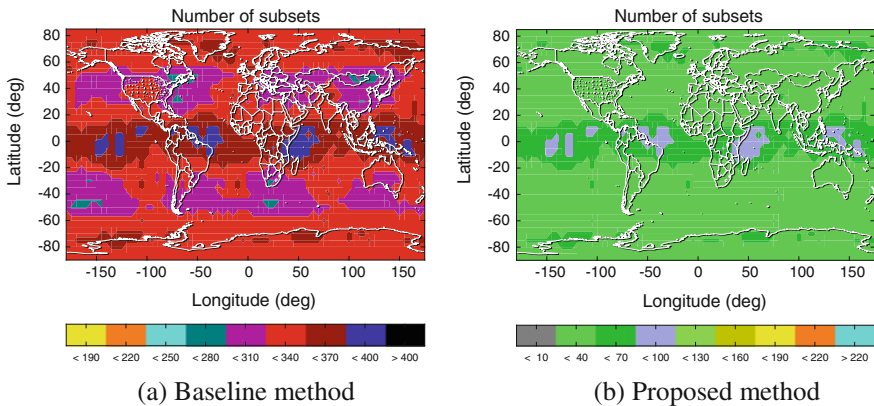 Number of subsets
80
60
40
20
0
-20
-40
-60
-80
Latitude (deg)
-150 -100 -50 0 50 100 150
Longitude (deg)
< 190 < 220 < 250 < 280 < 310 < 340 < 370 < 400 > 400
(a) Baseline method
Number of subsets
80
60
40
20
0
-20
-40
-60
-80
Latitude (deg)
-150 -100 -50 0 50 100 150
Longitude (deg)
< 10 < 40 < 70 < 100 < 130 < 160 < 190 < 220 > 220
(b) Proposed method